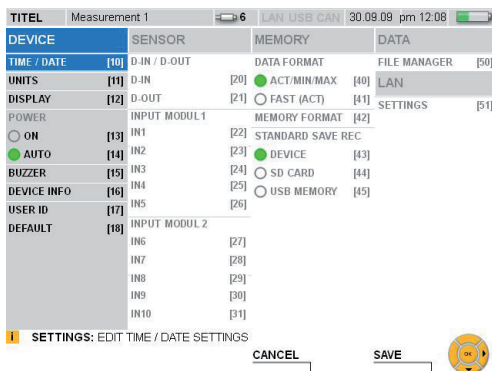 TITEL Measurement 1 6 LAN USB CAN 30.09.09 pm 12:08
DEVICE SENSOR MEMORY DATA
TIME / DATE [10] D-IN / D-OUT DATA FORMAT FILE MANAGER [50]
UNITS [11] D-IN [20] ACT/MIN/MAX [40] LAN
DISPLAY [12] D-OUT [21] FAST (ACT) [41] SETTINGS [51]
POWER INPUT MODUL1 MEMORY FORMAT [42]
ON [13] IN1 [22] STANDARD SAVE REC
AUTO [14] IN2 [23] DEVICE [43]
BUZZER [15] IN3 [24] SD CARD [44]
DEVICE INFO [16] IN4 [25] USB MEMORY [45]
USER ID [17] IN5 [26]
DEFAULT [18] INPUT MODUL 2
IN6 [27]
IN7 [28]
IN8 [29]
IN9 [30]
IN10 [31]
i SETTINGS: EDIT TIME / DATE SETTINGS
CANCEL SAVE OK